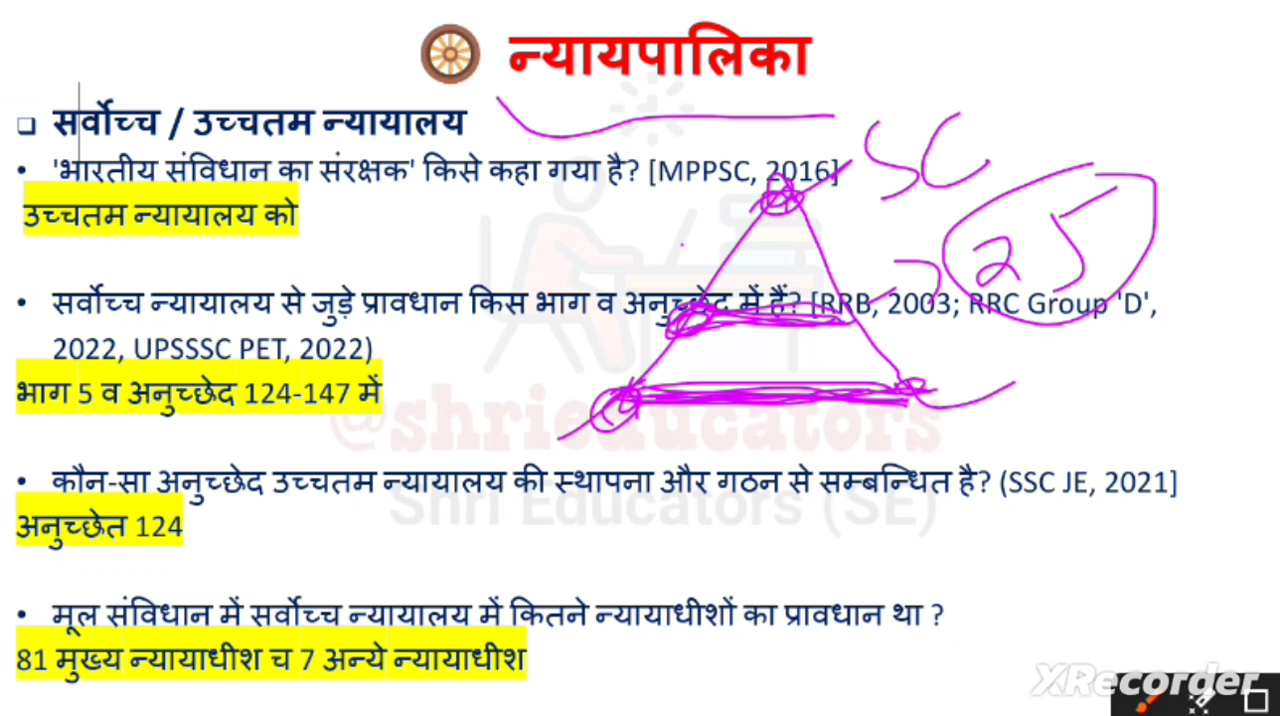 न्यायपालिका
❑ सर्वोच्च / उच्चतम न्यायालय
SC
• 'भारतीय संविधान का संरक्षक' किसे कहा गया है? [MPPSC, 2016]
उच्चतम न्यायालय को
25
• सर्वोच्च न्यायालय से जुड़े प्रावधान किस भाग व अनुच्छेद में हैं? [RRB, 2003; RRC Group 'D',
2022, UPSSSC PET, 2022)
भाग 5 व अनुच्छेद 124-147 में
@shrieducators
• कौन-सा अनुच्छेद उच्चतम न्यायालय की स्थापना और गठन से सम्बन्धित है? (SSC JE, 2021]
Shri Educators (SE)
अनुच्छेत 124
• मूल संविधान में सर्वोच्च न्यायालय में कितने न्यायाधीशों का प्रावधान था ?
81 मुख्य न्यायाधीश च 7 अन्ये न्यायाधीश
XRecorder